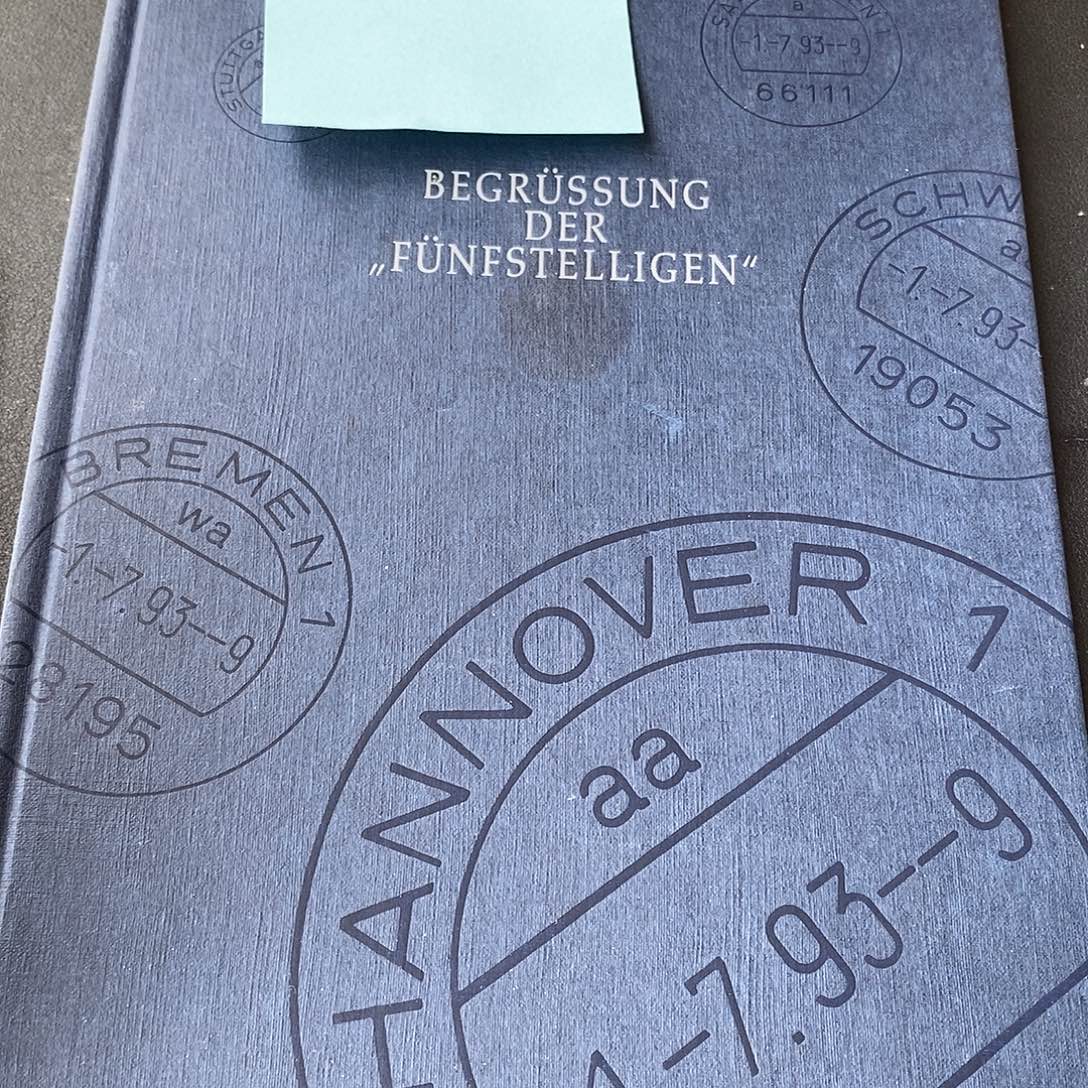 a
-1.-7.93--9
66111
BEGRÜSSUNG
DER
„FÜNFSTELLIGEN“
SCHW
a
-1.-7.93-
19053
BREMEN 1
wa
-1.-7.93--9
28195
HANNOVER 1
aa
-7.93--9